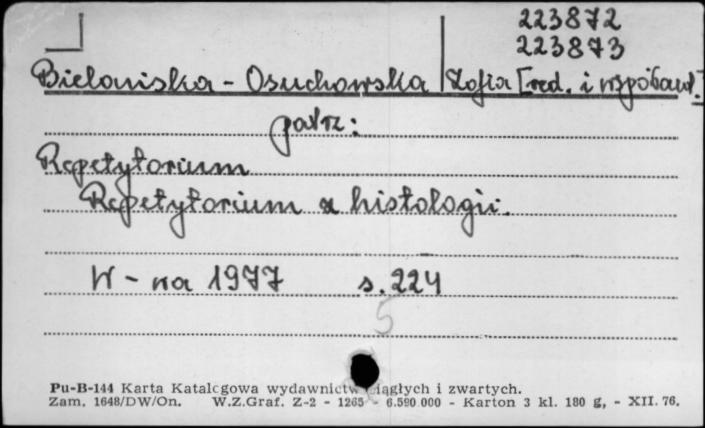 223872
223873
Bielańska - Osuchowska Zofia [red. i współaut.]
patrz:
Repetytorium
Repetytorium z histologii.
W-wa 1977 s. 224
5
Pu-B-144 Karta Katalogowa wydawnictw ciągłych i zwartych.
Zam. 1648/DW/On. W.Z.Graf. Z-2 - 1265 - 6.590 000 - Karton 3 kl. 180 g, - XII. 76.